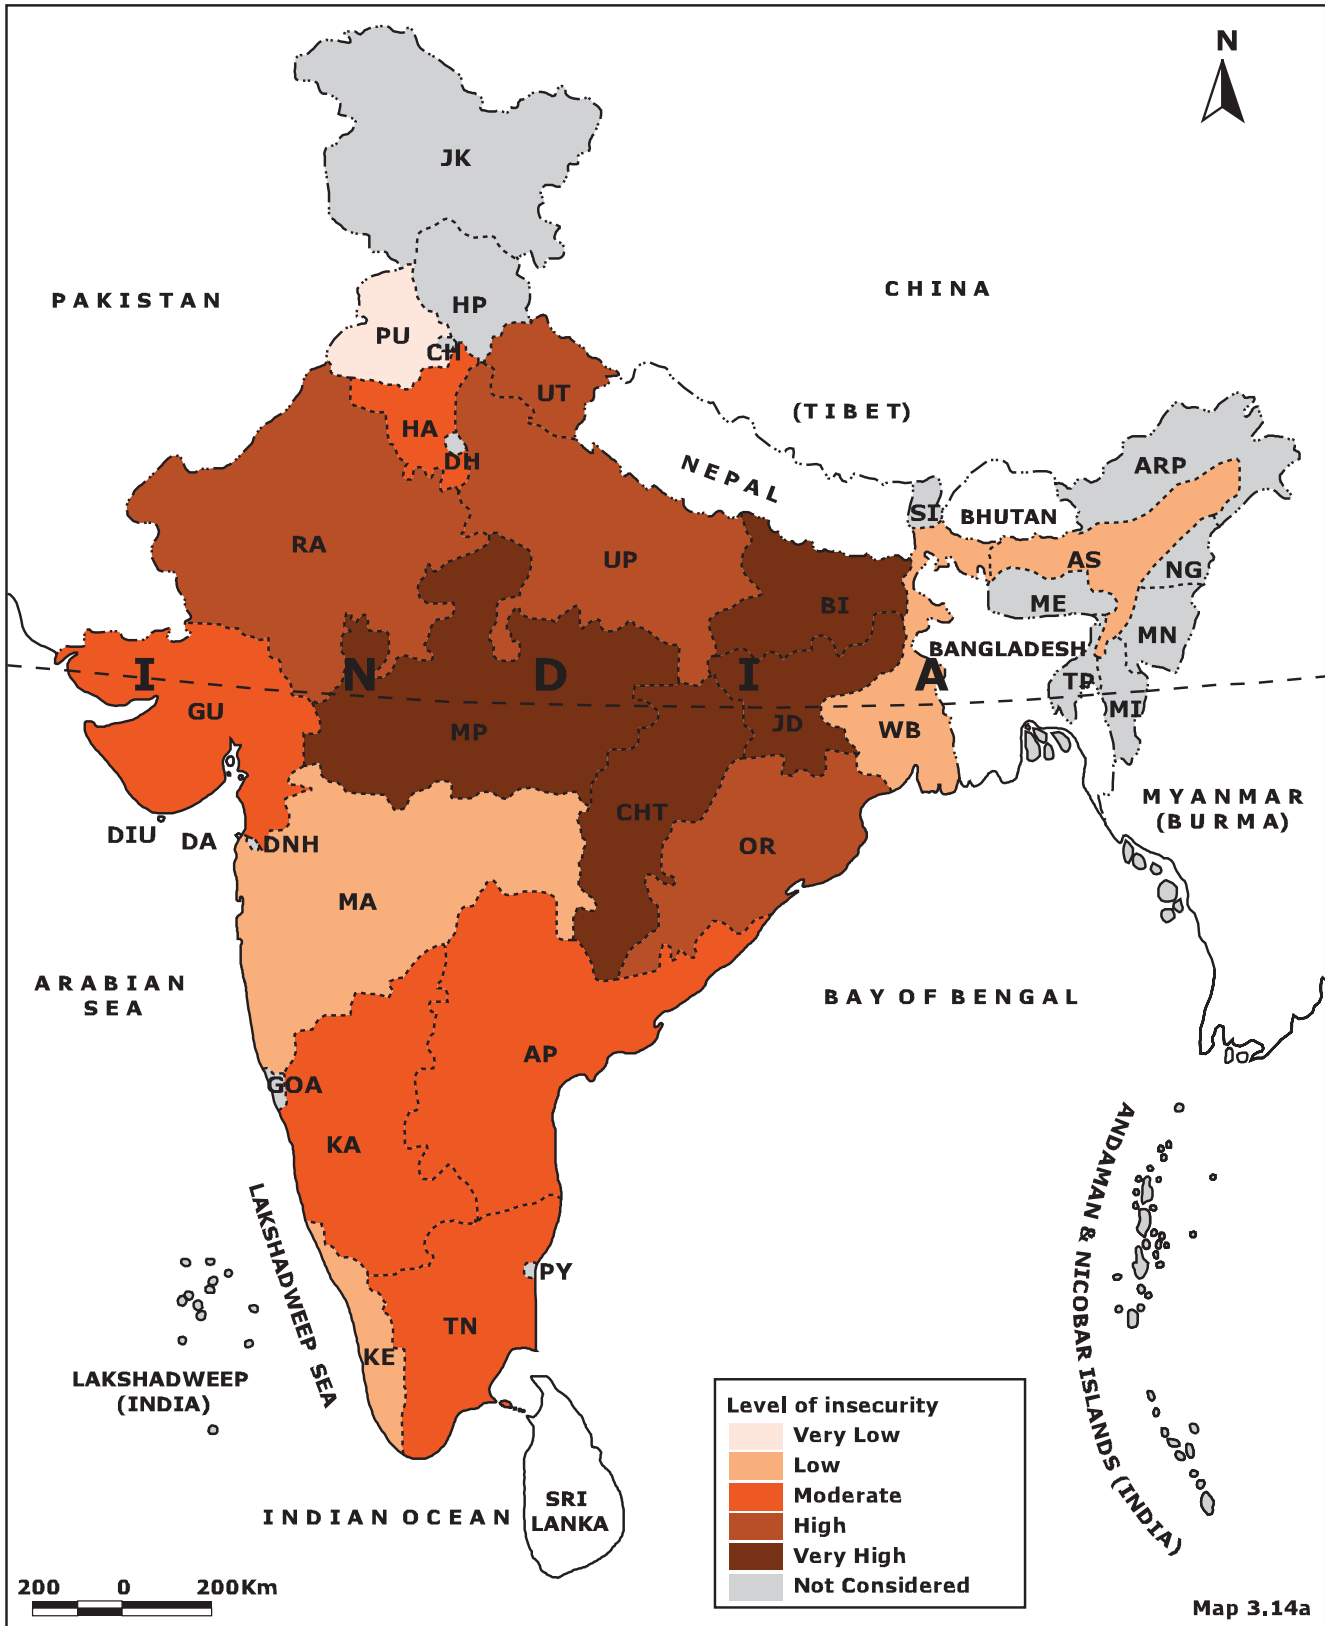 N
JK
PAKISTAN
CHINA
HP
PU
CH
UT
(TIBET)
HA
DH
NEPAL
ARP
SI
BHUTAN
RA
UP
AS
NG
BI
ME
MN
BANGLADESH
I N D I A
TP
GU
MI
MP
JD
WB
MYANMAR
(BURMA)
CHT
DIU
DA
DNH
OR
MA
ARABIAN
SEA
BAY OF BENGAL
AP
GOA
KA
LAKSHADWEEP SEA
ANDAMAN & NICOBAR ISLANDS (INDIA)
PY
TN
KE
LAKSHADWEEP
(INDIA)
Level of insecurity
Very Low
Low
Moderate
High
Very High
Not Considered
INDIAN OCEAN
SRI
LANKA
200 0 200Km
Map 3.14a